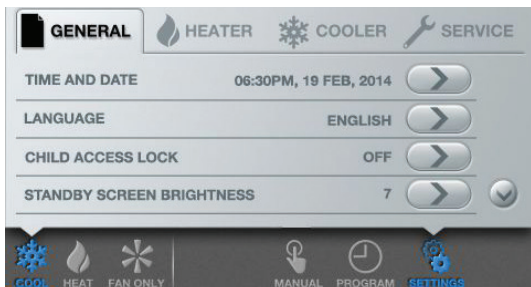 GENERAL HEATER COOLER SERVICE
TIME AND DATE 06:30PM, 19 FEB, 2014
LANGUAGE ENGLISH
CHILD ACCESS LOCK OFF
STANDBY SCREEN BRIGHTNESS 7
COOL HEAT FAN ONLY MANUAL PROGRAM SETTINGS